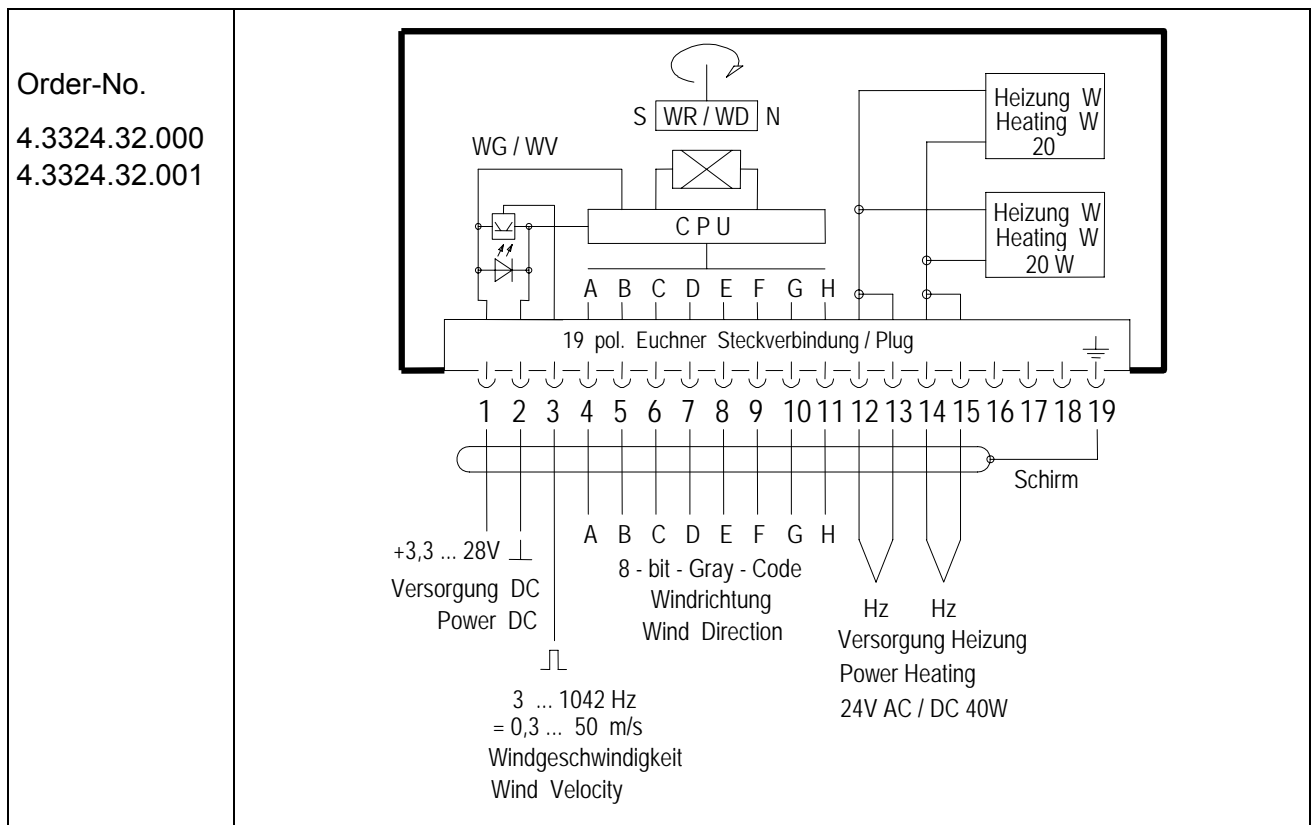 Order-No.
4.3324.32.000
4.3324.32.001
S WR / WD N
WG / WV
Heizung W
Heating W
20
C P U
Heizung W
Heating W
20 W
A B C D E F G H
19 pol. Euchner Steckverbindung / Plug
1 2 3 4 5 6 7 8 9 10 11 12 13 14 15 16 17 18 19
Schirm
+3,3 ... 28V
Versorgung DC
Power DC
A B C D E F G H
8 - bit - Gray - Code
Windrichtung
Wind Direction
Hz Hz
Versorgung Heizung
Power Heating
24V AC / DC 40W
3 ... 1042 Hz
= 0,3 ... 50 m/s
Windgeschwindigkeit
Wind Velocity